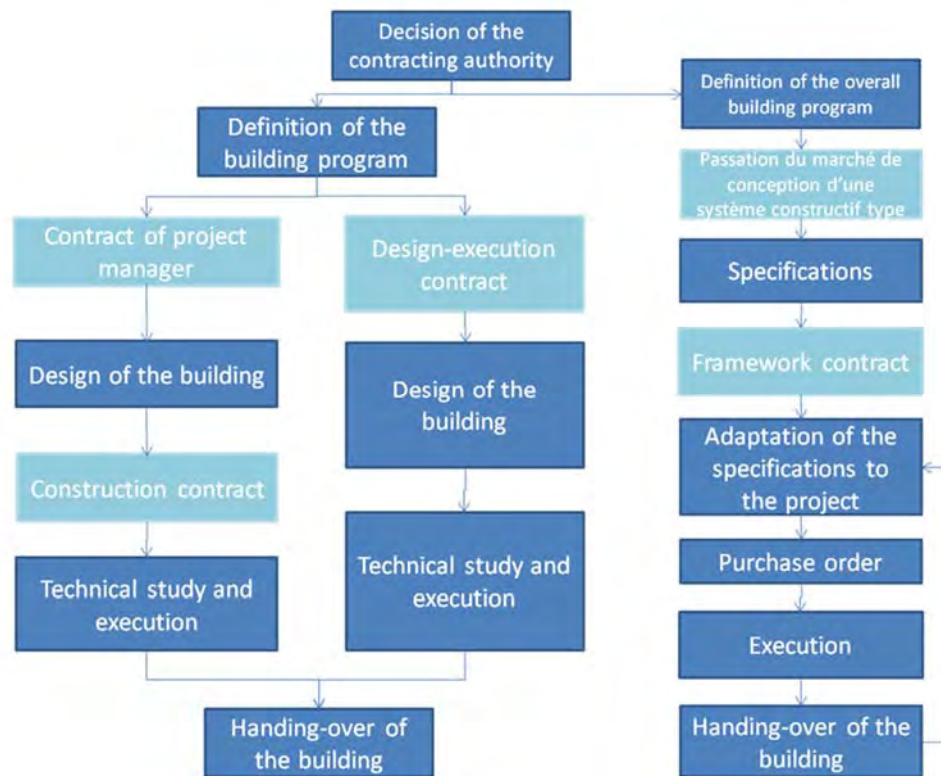 Decision of the
contracting authority
Definition of the
building program
Contract of project
manager
Design of the building
Construction contract
Technical study and
execution
Design-execution
contract
Design of the
building
Technical study and
execution
Handing-over of
the building
Definition of the overall
building program
Passation du marché de
conception d'une
système constructif type
Specifications
Framework contract
Adaptation of the
specifications to
the project
Purchase order
Execution
Handing-over of the
building